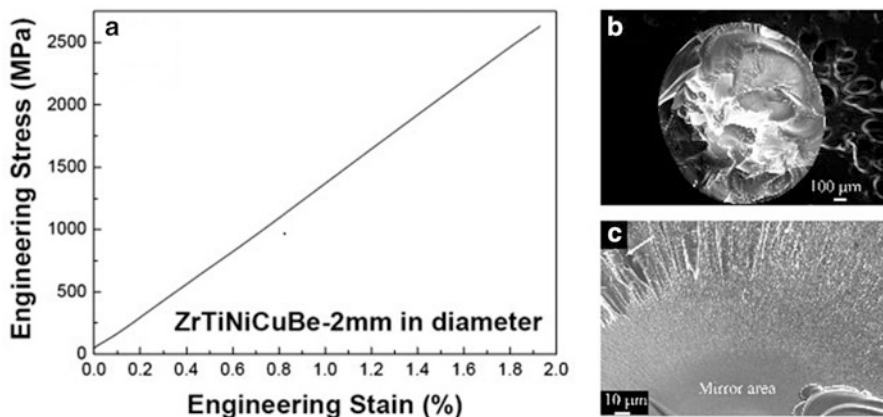 a
Engineering Stress (MPa)
2500
2000
1500
1000
500
0
0.0 0.2 0.4 0.6 0.8 1.0 1.2 1.4 1.6 1.8 2.0
ZrTiNiCuBe-2mm in diameter
Engineering Stain (%)
b
100 μm
c
Mirror area
10 μm